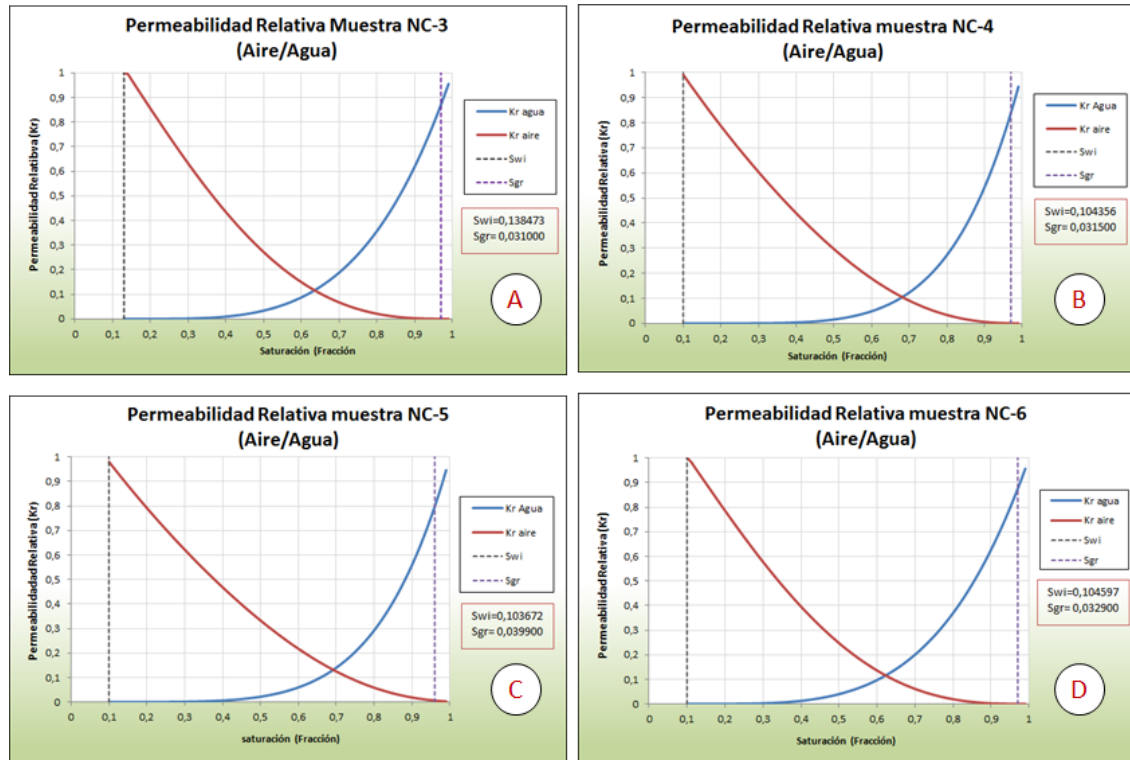 Permeabilidad Relativa Muestra NC-3
(Aire/Agua)
Permeabilidad Relatibva (Kr)
1
0,9
0,8
0,7
0,6
0,5
0,4
0,3
0,2
0,1
0
0 0,1 0,2 0,3 0,4 0,5 0,6 0,7 0,8 0,9 1
Saturación (Fracción
Kr agua
Kr aire
Swi
Sgr
Swi=0,138473
Sgr= 0,031000
A
Permeabilidad Relativa muestra NC-4
(Aire/Agua)
Permeabilidad Relativa (Kr)
1
0,9
0,8
0,7
0,6
0,5
0,4
0,3
0,2
0,1
0
0 0,1 0,2 0,3 0,4 0,5 0,6 0,7 0,8 0,9 1
Saturación (Fracción)
Kr Agua
Kr aire
Swi
Sgr
Swi=0,104356
Sgr= 0,031500
B
Permeabilidad Relativa muestra NC-5
(Aire/Agua)
Permeabilidadad Relativa (Kr)
1
0,9
0,8
0,7
0,6
0,5
0,4
0,3
0,2
0,1
0
0 0,1 0,2 0,3 0,4 0,5 0,6 0,7 0,8 0,9 1
saturación (Fracción)
Kr Agua
Kr aire
Swi
Sgr
Swi=0,103672
Sgr= 0,039900
C
Permeabilidad Relativa muestra NC-6
(Aire/Agua)
Permeabilidad Relativa (Kr)
1
0,9
0,8
0,7
0,6
0,5
0,4
0,3
0,2
0,1
0
0 0,1 0,2 0,3 0,4 0,5 0,6 0,7 0,8 0,9 1
Saturación (Fracción)
Kr agua
Kr aire
Swi
Sgr
Swi=0,104597
Sgr= 0,032900
D